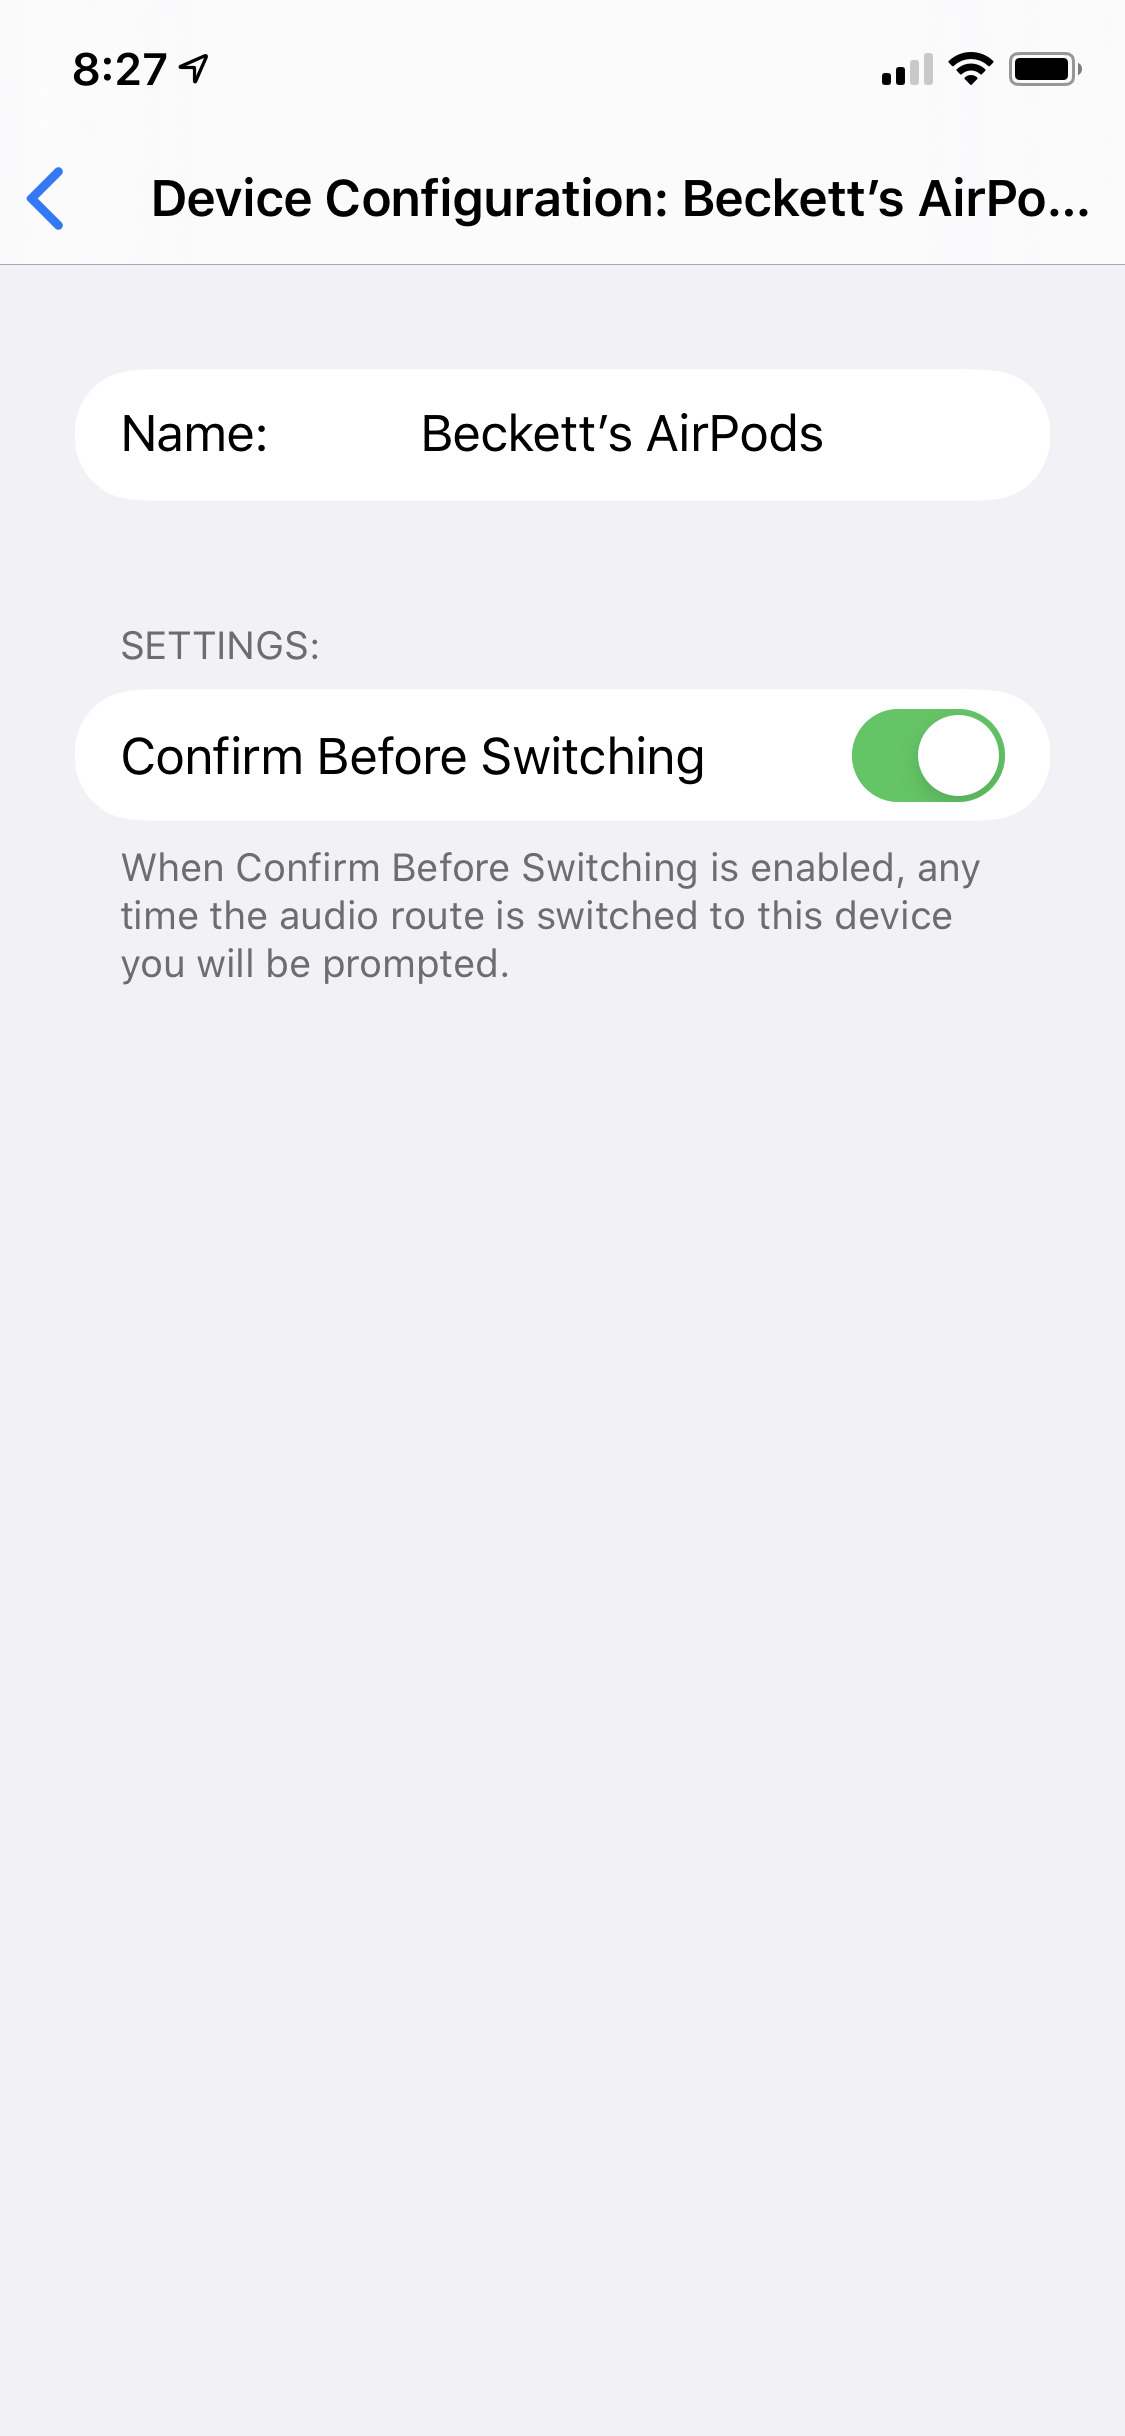 8:27
Device Configuration: Beckett’s AirPo...
Name: Beckett’s AirPods
SETTINGS:
Confirm Before Switching
When Confirm Before Switching is enabled, any
time the audio route is switched to this device
you will be prompted.